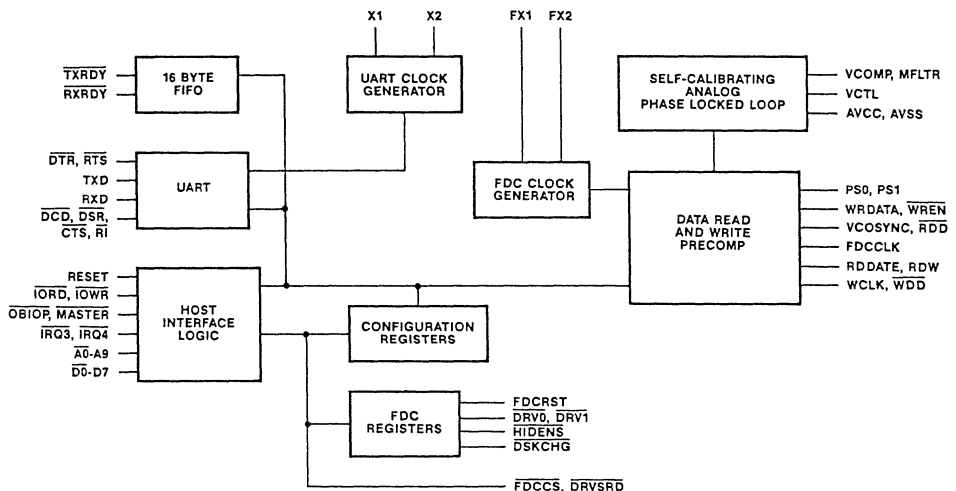 X1 X2 FX1 FX2
TXRDY
RXRDY
16 BYTE
FIFO
UART CLOCK
GENERATOR
SELF-CALIBRATING
ANALOG
PHASE LOCKED LOOP
VCOMP, MFLTR
VCTL
AVCC, AVSS
DTR, RTS
TXD
RXD
DCD, DSR,
CTS, RI
UART
FDC CLOCK
GENERATOR
DATA READ
AND WRITE
PRECOMP
PS0, PS1
WRDATA, WREN
VCOSYNC, RDD
FDCCLK
RDDATE, RDW
WCLK, WDD
RESET
IORD, IOWR
OBIOP, MASTER
IRQ3, IRQ4
A0-A9
D0-D7
HOST
INTERFACE
LOGIC
CONFIGURATION
REGISTERS
FDC
REGISTERS
FDCRST
DRV0, DRV1
HIDENS
DSKCHG
FDCCS, DRVSRD